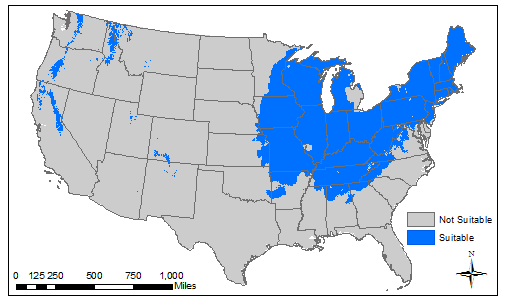 Not Suitable
Suitable
N
0 125 250 500 750 1,000
Miles